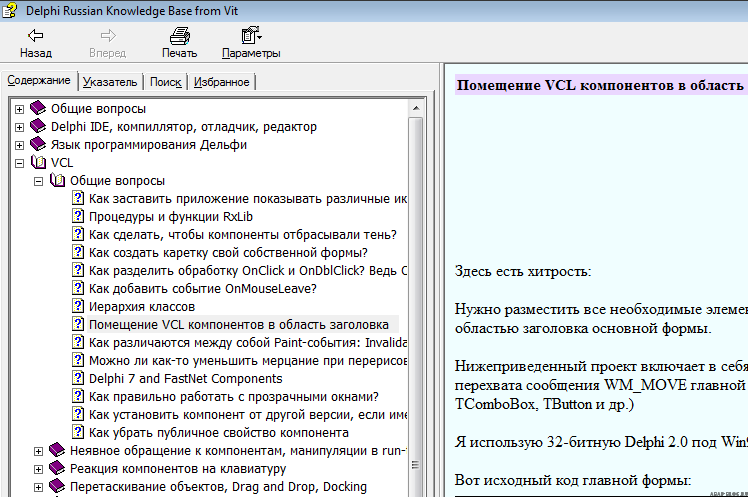 Delphi Russian Knowledge Base from Vit
Назад Вперед Печать Параметры
Содержание Указатель Поиск Избранное
Общие вопросы
Delphi IDE, компиллятор, отладчик, редактор
Язык программирования Дельфи
VCL
Общие вопросы
Как заставить приложение показывать различные ик
Процедуры и функции RxLib
Как сделать, чтобы компоненты отбрасывали тень?
Как создать каретку свой собственной формы?
Как разделить обработку OnClick и OnDblClick? Ведь С
Как добавить событие OnMouseLeave?
Иерархия классов
Помещение VCL компонентов в область заголовка
Как различаются между собой Paint-события: Invalida
Можно ли как-то уменьшить мерцание при перерисов
Delphi 7 and FastNet Components
Как правильно работать с прозрачными окнами?
Как установить компонент от другой версии, если име
Как убрать публичное свойство компонента
Неявное обращение к компонентам, манипуляции в run-
Реакция компонентов на клавиатуру
Перетаскивание объектов, Drag and Drop, Docking
Помещение VCL компонентов в область
Здесь есть хитрость:
Нужно разместить все необходимые элемен
областью заголовка основной формы.
Нижеприведенный проект включает в себя
перехвата сообщения WM_MOVE главной
TComboBox, TButton и др.)
Я использую 32-битную Delphi 2.0 под Win9
Вот исходный код главной формы: